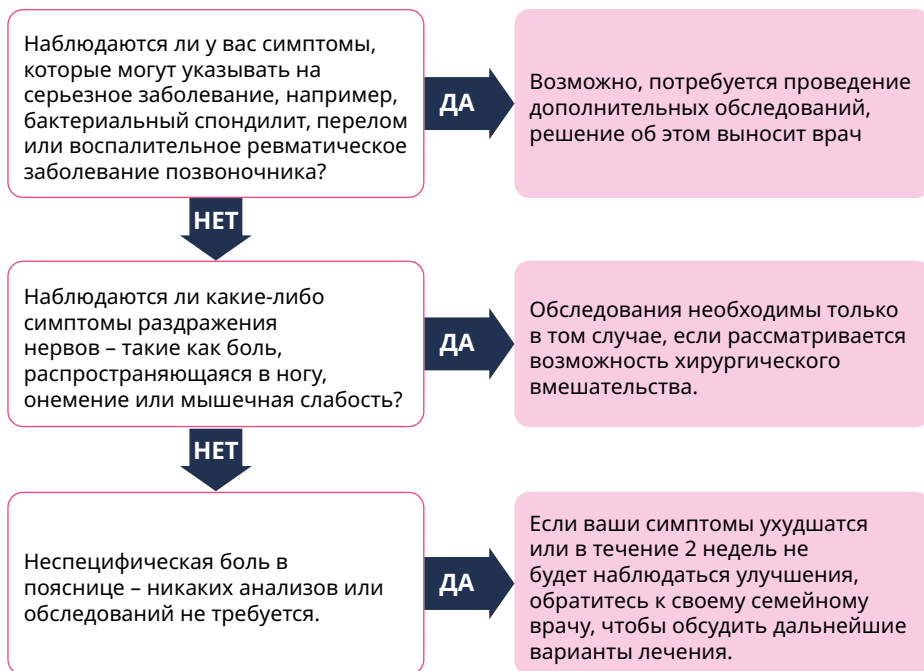 Наблюдаются ли у вас симптомы,
которые могут указывать на
серьезное заболевание, например,
бактериальный спондилит, перелом
или воспалительное ревматическое
заболевание позвоночника?
ДА
Возможно, потребуется проведение
дополнительных обследований,
решение об этом выносит врач
НЕТ
Наблюдаются ли какие-либо
симптомы раздражения
нервов – такие как боль,
распространяющаяся в ногу,
онемение или мышечная слабость?
ДА
Обследования необходимы только
в том случае, если рассматривается
возможность хирургического
вмешательства.
НЕТ
Неспецифическая боль в
пояснице – никаких анализов или
обследований не требуется.
ДА
Если ваши симптомы ухудшатся
или в течение 2 недель не
будет наблюдаться улучшения,
обратитесь к своему семейному
врачу, чтобы обсудить дальнейшие
варианты лечения.